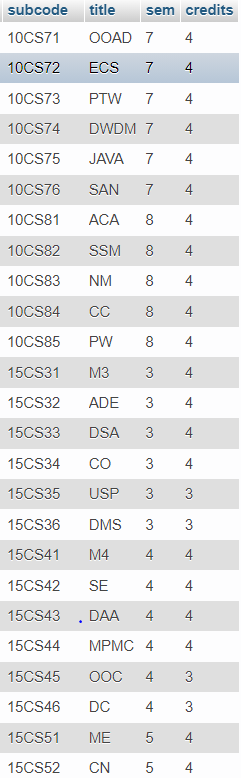 subcode title sem credits
10CS71 OOAD 7 4
10CS72 ECS 7 4
10CS73 PTW 7 4
10CS74 DWDM 7 4
10CS75 JAVA 7 4
10CS76 SAN 7 4
10CS81 ACA 8 4
10CS82 SSM 8 4
10CS83 NM 8 4
10CS84 CC 8 4
10CS85 PW 8 4
15CS31 M3 3 4
15CS32 ADE 3 4
15CS33 DSA 3 4
15CS34 CO 3 4
15CS35 USP 3 3
15CS36 DMS 3 3
15CS41 M4 4 4
15CS42 SE 4 4
15CS43 DAA 4 4
15CS44 MPMC 4 4
15CS45 OOC 4 3
15CS46 DC 4 3
15CS51 ME 5 4
15CS52 CN 5 4